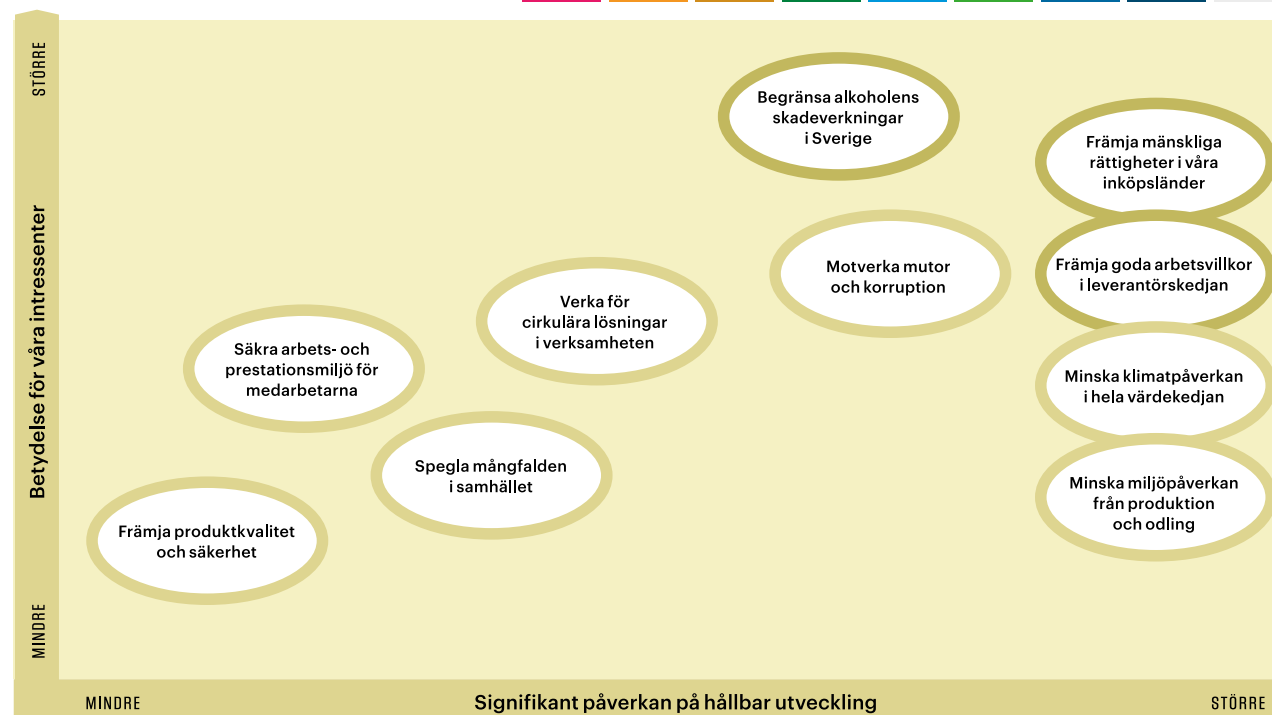 STÖRRE
Betydelse för våra intressenter
MINDRE
Begränsa alkoholens
skadeverkningar
i Sverige
Främja mänskliga
rättigheter i våra
inköpsländer
Motverka mutor
och korruption
Främja goda arbetsvillkor
i leverantörskedjan
Verka för
cirkulära lösningar
i verksamheten
Säkra arbets- och
prestationsmiljö för
medarbetarna
Minska klimatpåverkan
i hela värdekedjan
Spegla mångfalden
i samhället
Minska miljöpåverkan
från produktion
och odling
Främja produktkvalitet
och säkerhet
MINDRE
Signifikant påverkan på hållbar utveckling
STÖRRE